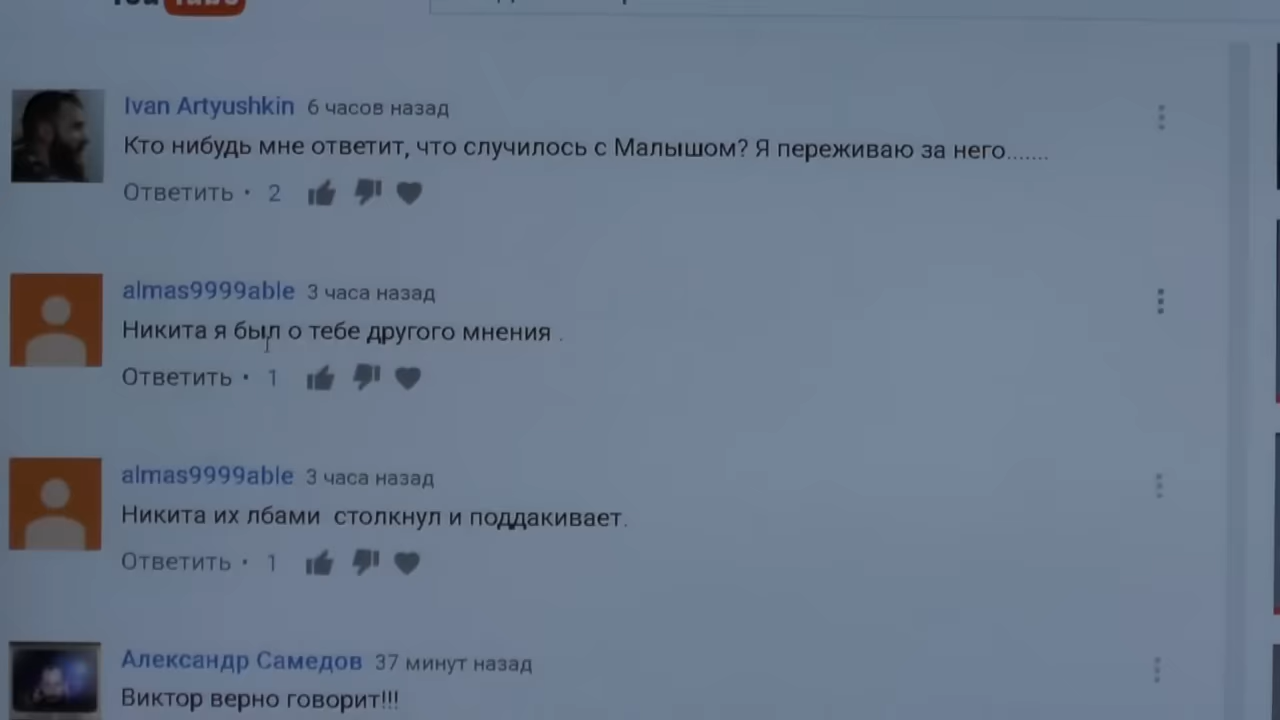 You Tube
Ivan Artyushkin 6 часов назад
Кто нибудь мне ответит, что случилось с Малышом? Я переживаю за него.......
Ответить · 2
almas9999able 3 часа назад
Никита я был о тебе другого мнения .
Ответить · 1
almas9999able 3 часа назад
Никита их лбами столкнул и поддакивает.
Ответить · 1
Александр Самедов 37 минут назад
Виктор верно говорит!!!